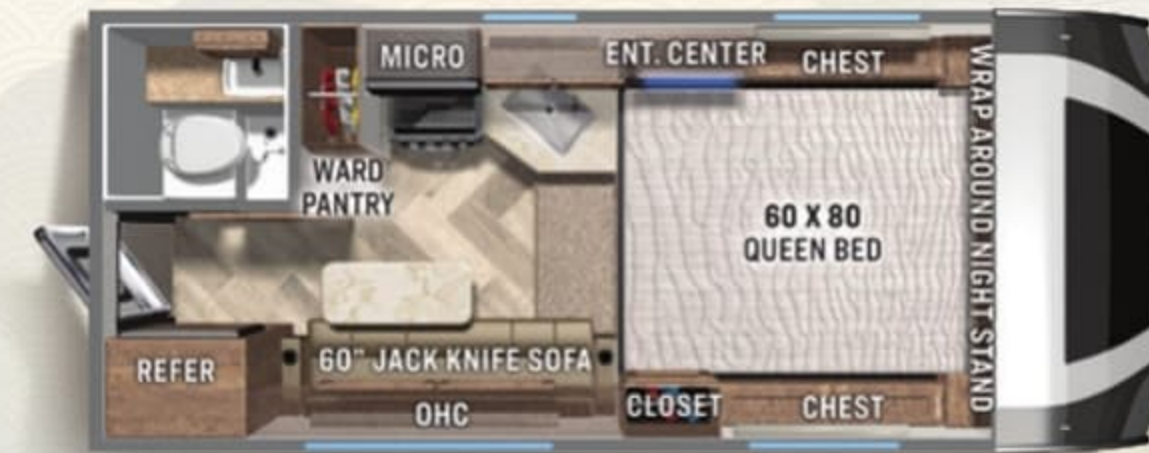 MICRO
ENT. CENTER
CHEST
WARD
PANTRY
60 X 80
QUEEN BED
WRAP AROUND NIGHT STAND
REFER
60" JACK KNIFE SOFA
OHC
CLOSET
CHEST